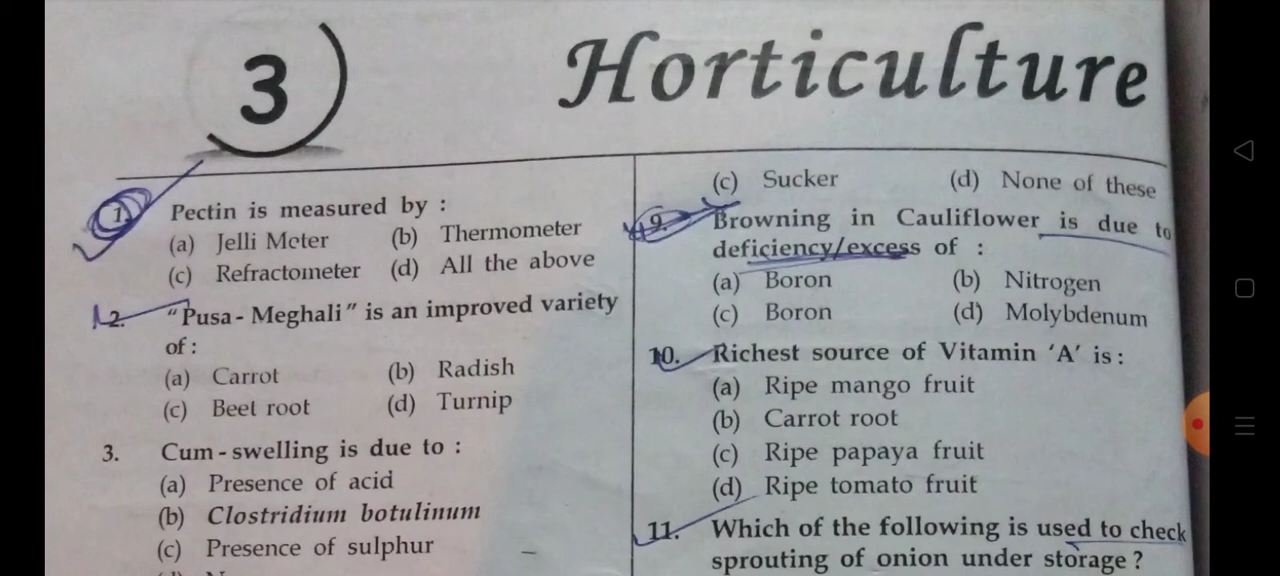 3
Horticulture
1. Pectin is measured by :
(a) Jelli Meter (b) Thermometer
(c) Refractometer (d) All the above
2. "Pusa - Meghali" is an improved variety
of :
(a) Carrot (b) Radish
(c) Beet root (d) Turnip
3. Cum - swelling is due to :
(a) Presence of acid
(b) Clostridium botulinum
(c) Presence of sulphur
(c) Sucker (d) None of these
9. Browning in Cauliflower is due to
deficiency/excess of :
(a) Boron (b) Nitrogen
(c) Boron (d) Molybdenum
10. Richest source of Vitamin 'A' is :
(a) Ripe mango fruit
(b) Carrot root
(c) Ripe papaya fruit
(d) Ripe tomato fruit
11. Which of the following is used to check
sprouting of onion under storage ?